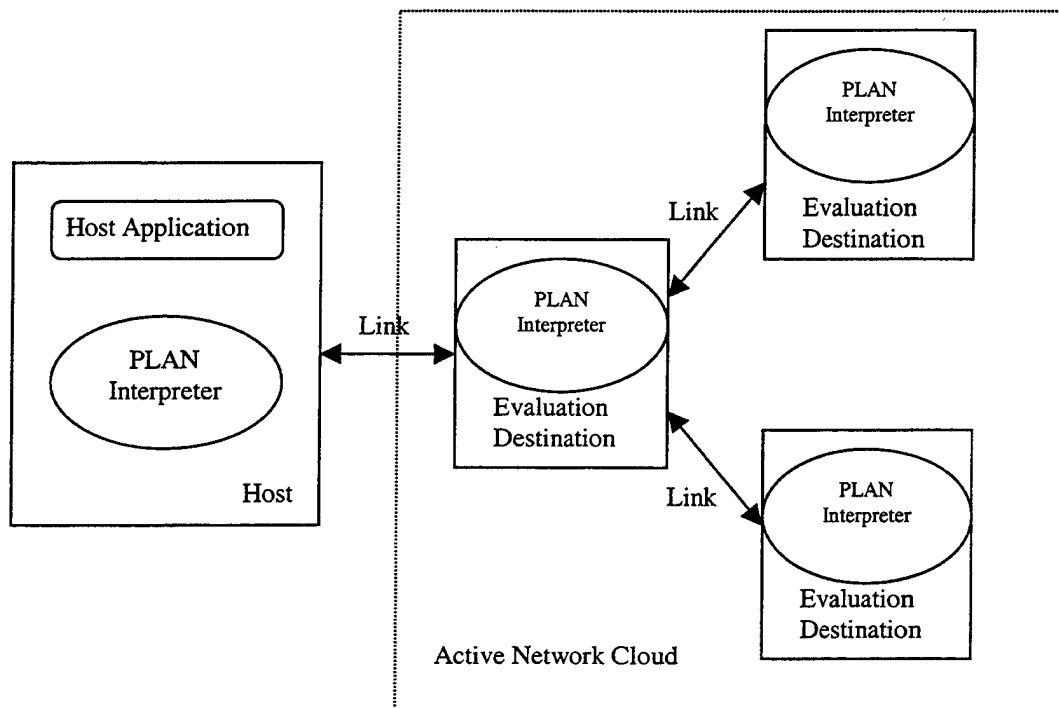 Host Application
PLAN
Interpreter
Host
Link
PLAN
Interpreter
Evaluation
Destination
Link
PLAN
Interpreter
Evaluation
Destination
Link
PLAN
Interpreter
Evaluation
Destination
Active Network Cloud